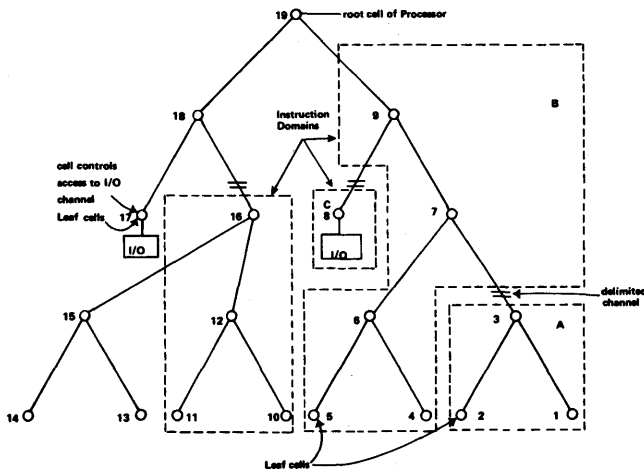 19
root cell of Processor
B
18
Instruction
Domains
9
cell controls
access to I/O
channel
Leaf cells
17
16
C
8
7
I/O
I/O
delimited
channel
15
12
6
3
A
14
13
11
10
5
4
2
1
Leaf cells